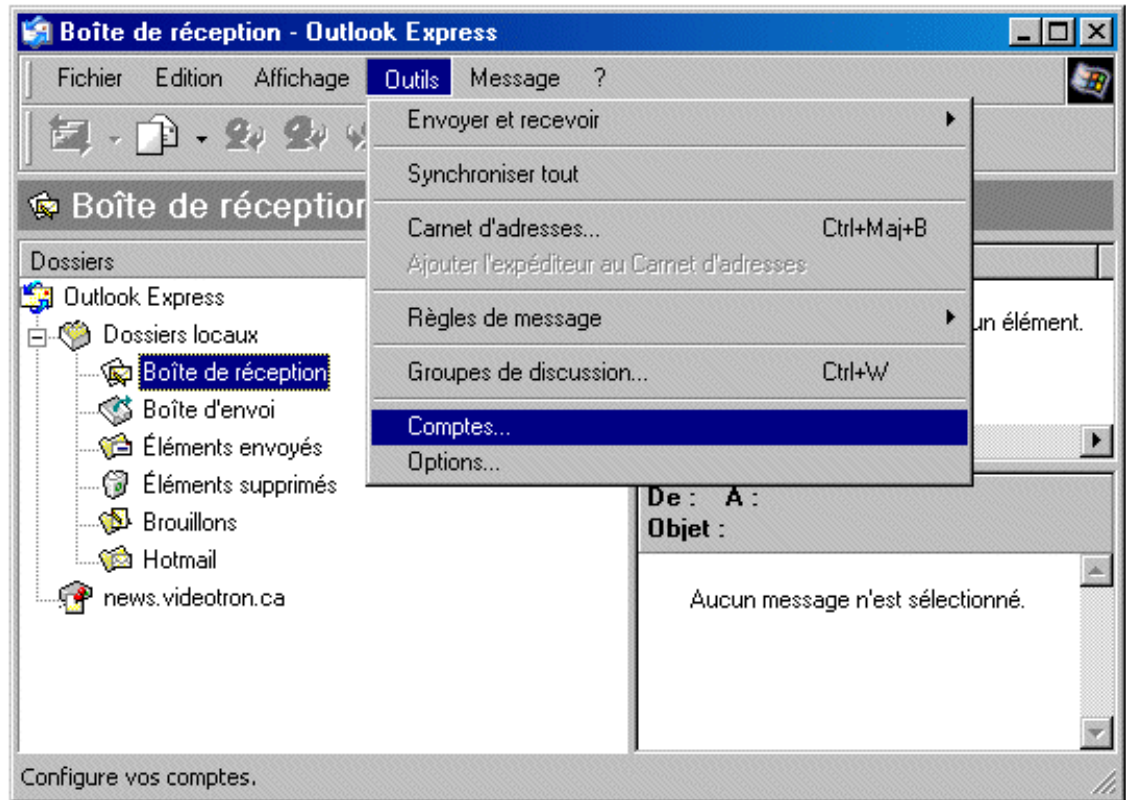 Boîte de réception - Outlook Express
Fichier Edition Affichage Outils Message ?
Envoyer et recevoir
Synchroniser tout
Carnet d'adresses... Ctrl+Maj+B
Ajouter l'expéditeur au Carnet d'adresses
Règles de message
Groupes de discussion... Ctrl+W
Comptes...
Options...
Boîte de réception
Dossiers
Outlook Express
Dossiers locaux
Boîte de réception
Boîte d'envoi
Éléments envoyés
Éléments supprimés
Brouillons
Hotmail
news.videotron.ca
un élément.
De : À :
Objet :
Aucun message n'est sélectionné.
Configure vos comptes.